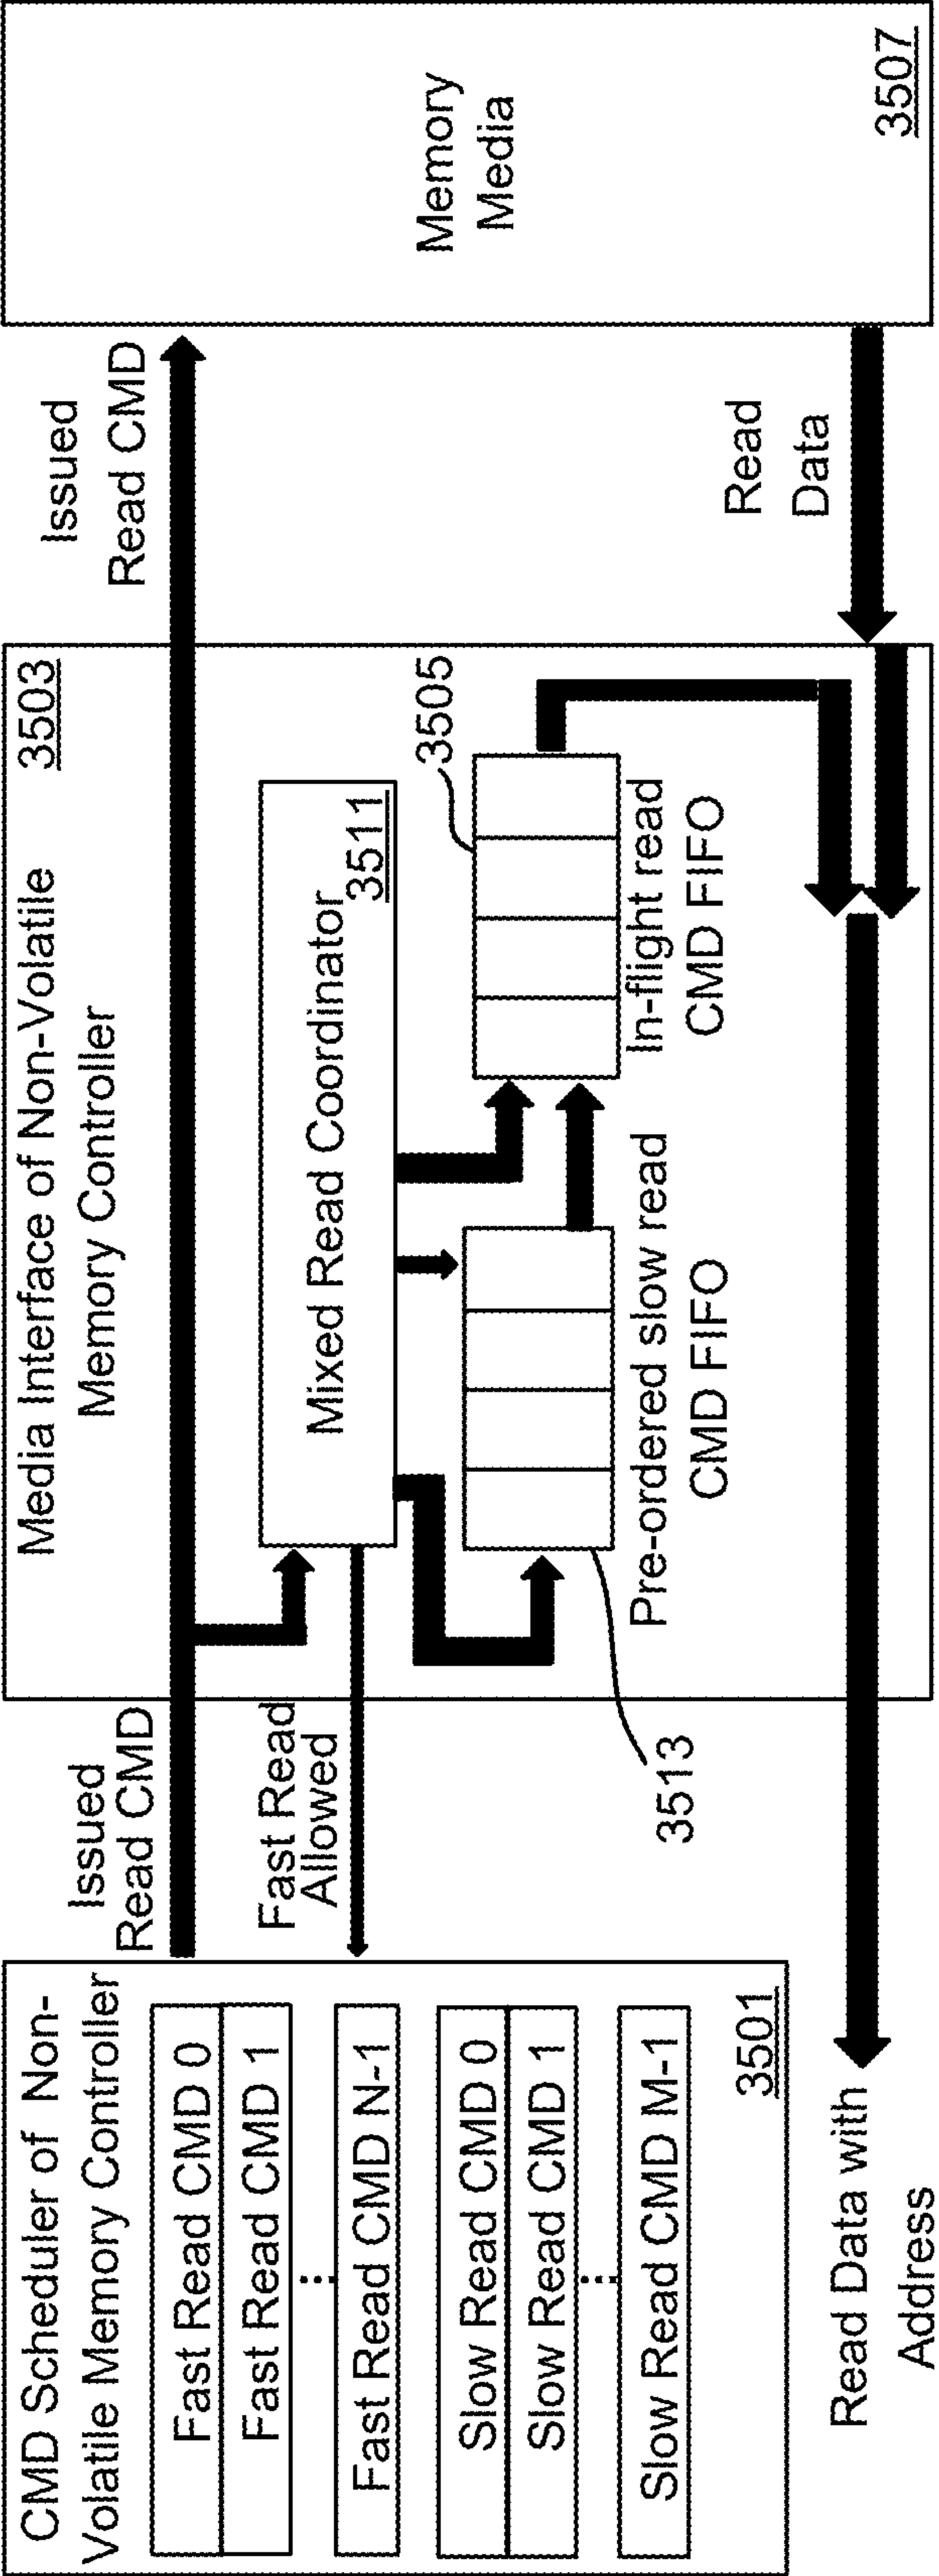 CMD Scheduler of Non-
Volatile Memory Controller
Fast Read CMD 0
Fast Read CMD 1
Fast Read CMD N-1
Slow Read CMD 0
Slow Read CMD 1
Slow Read CMD M-1
3501
Issued
Read CMD
Fast Read
Allowed
3513
Read Data with
Address
Media Interface of Non-Volatile
Memory Controller
3503
Mixed Read Coordinator
3511
3505
Pre-ordered slow read
CMD FIFO
In-flight read
CMD FIFO
Issued
Read CMD
Read
Data
Memory
Media
3507